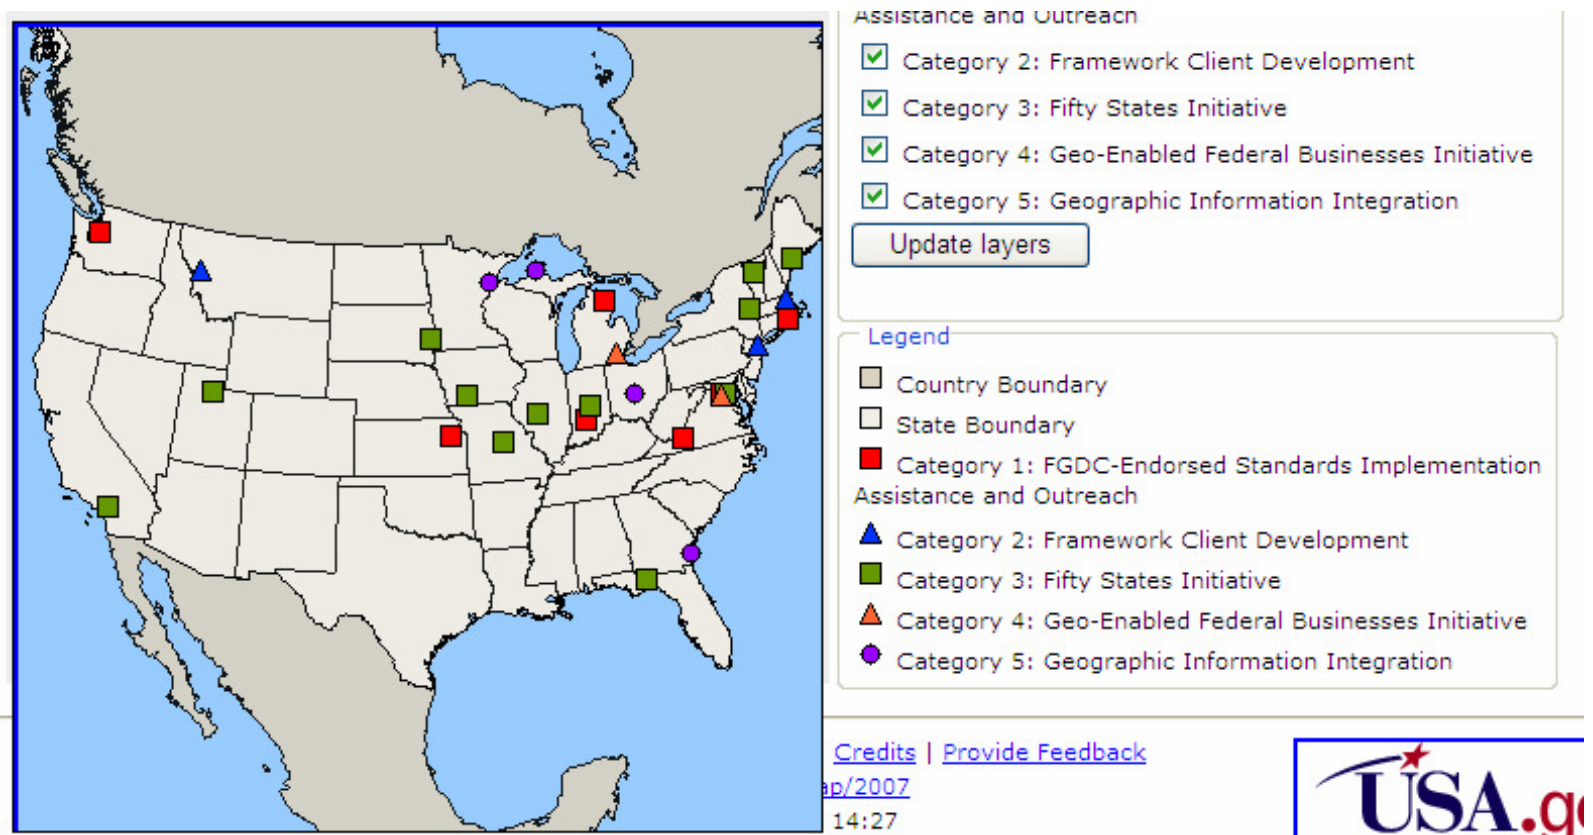 Assistance and Outreach
Category 2: Framework Client Development
Category 3: Fifty States Initiative
Category 4: Geo-Enabled Federal Businesses Initiative
Category 5: Geographic Information Integration
Update layers
Legend
Country Boundary
State Boundary
Category 1: FGDC-Endorsed Standards Implementation
Assistance and Outreach
Category 2: Framework Client Development
Category 3: Fifty States Initiative
Category 4: Geo-Enabled Federal Businesses Initiative
Category 5: Geographic Information Integration
Credits | Provide Feedback
ap/2007
14:27
USA.go